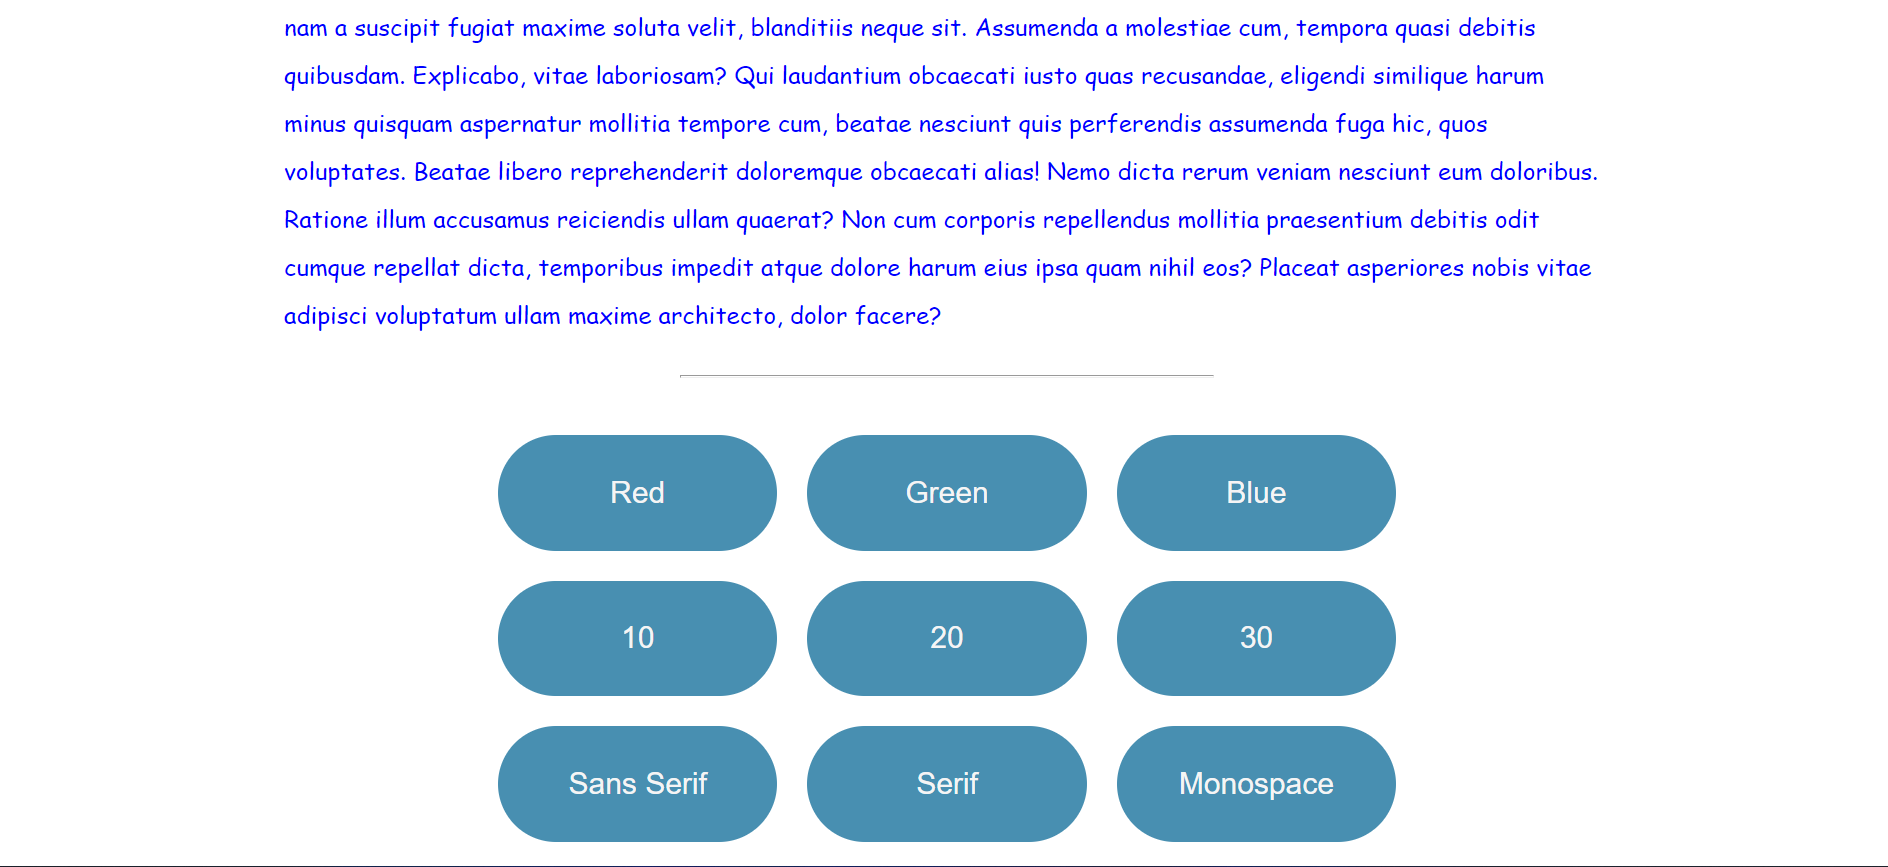 nam a suscipit fugiat maxime soluta velit, blanditiis neque sit. Assumenda a molestiae cum, tempora quasi debitis
quibusdam. Explicabo, vitae laboriosam? Qui laudantium obcaecati iusto quas recusandae, eligendi similique harum
minus quisquam aspernatur mollitia tempore cum, beatae nesciunt quis perferendis assumenda fuga hic, quos
voluptates. Beatae libero reprehenderit doloremque obcaecati alias! Nemo dicta rerum veniam nesciunt eum doloribus.
Ratione illum accusamus reiciendis ullam quaerat? Non cum corporis repellendus mollitia praesentium debitis odit
cumque repellat dicta, temporibus impedit atque dolore harum eius ipsa quam nihil eos? Placeat asperiores nobis vitae
adipisci voluptatum ullam maxime architecto, dolor facere?
Red
Green
Blue
10
20
30
Sans Serif
Serif
Monospace